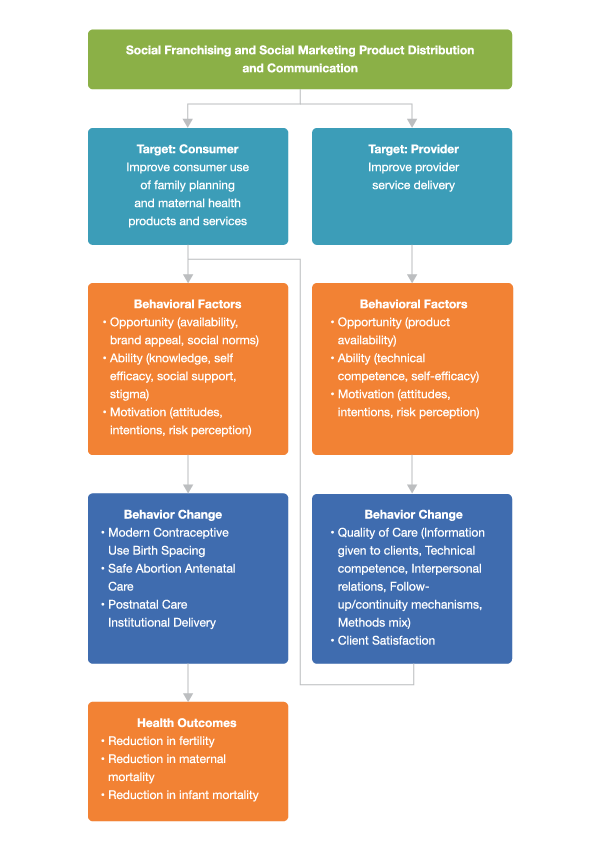 Social Franchising and Social Marketing Product Distribution
and Communication
Target: Consumer
Improve consumer use
of family planning
and maternal health
products and services
Target: Provider
Improve provider
service delivery
Behavioral Factors
• Opportunity (availability,
brand appeal, social norms)
• Ability (knowledge, self
efficacy, social support,
stigma)
• Motivation (attitudes,
intentions, risk perception)
Behavioral Factors
• Opportunity (product
availability)
• Ability (technical
competence, self-efficacy)
• Motivation (attitudes,
intentions, risk perception)
Behavior Change
• Modern Contraceptive
Use Birth Spacing
• Safe Abortion Antenatal
Care
• Postnatal Care
Institutional Delivery
Behavior Change
• Quality of Care (Information
given to clients, Technical
competence, Interpersonal
relations, Follow-
up/continuity mechanisms,
Methods mix)
• Client Satisfaction
Health Outcomes
• Reduction in fertility
• Reduction in maternal
mortality
• Reduction in infant mortality